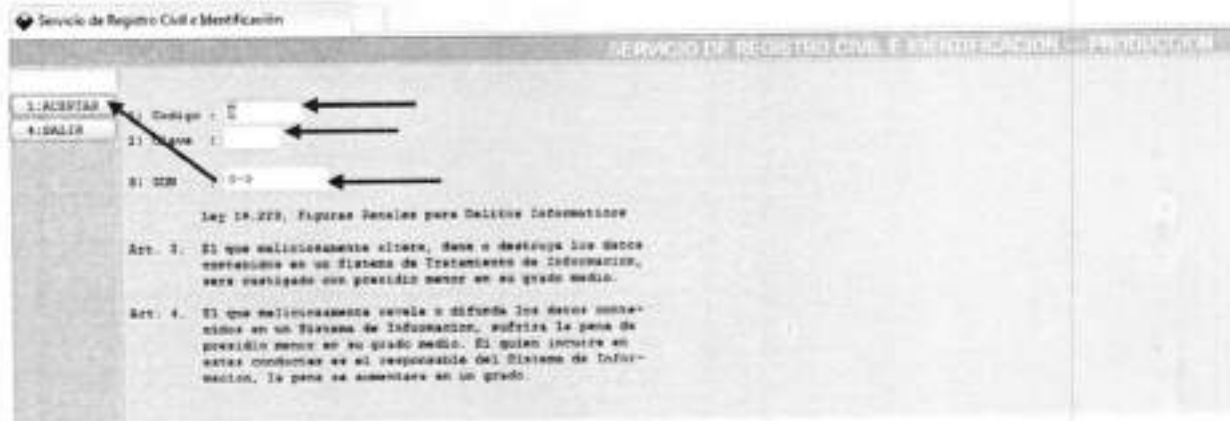 Servicio de Registro Civil e Identificación
SERVICIO DE REGISTRO CIVIL E IDENTIFICACION - PRODUCCION
1:ACEPTAR
4:SALIR
1) Codigo :
2) Clave :
:
Ley 19.223, Figuras Penales para Delitos Informaticos
Art. 3. El que maliciosamente altere, dañe o destruya los datos
contenidos en un Sistema de Tratamiento de Informacion,
sera castigado con presidio menor en su grado medio.
Art. 4. El que maliciosamente revele o difunda los datos conte-
nidos en un Sistema de Informacion, sufrira la pena de
presidio menor en su grado medio. Si quien incurre en
estas conductas es el responsable del Sistema de Infor-
macion, la pena se aumentara en un grado.